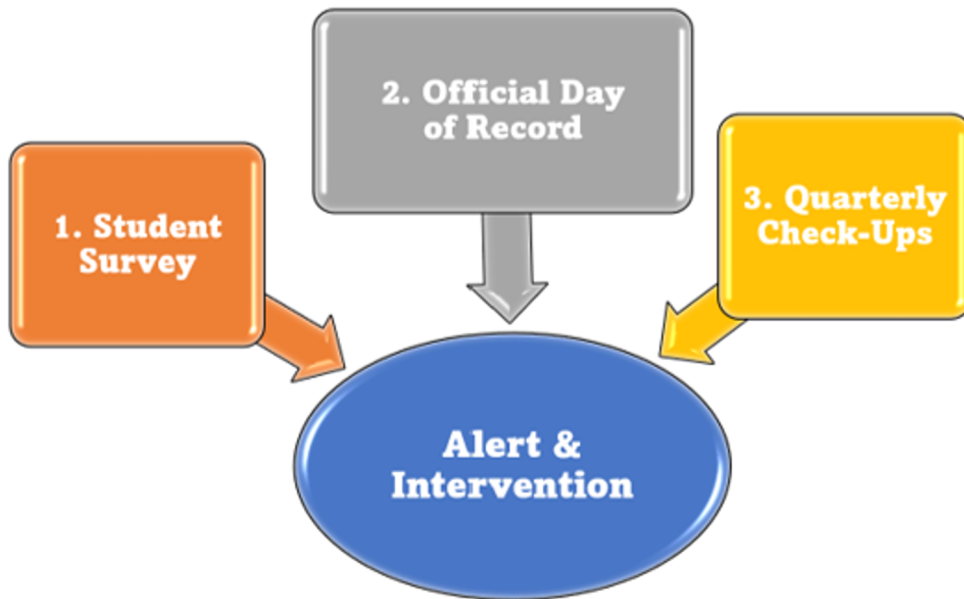 1. Student
Survey
2. Official Day
of Record
3. Quarterly
Check-Ups
Alert &
Intervention